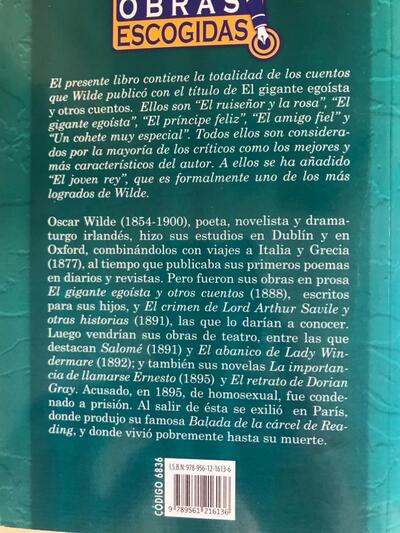 OBRAS
ESCOGIDAS
El presente libro contiene la totalidad de los cuentos
que Wilde publicó con el título de El gigante egoísta
y otros cuentos. Ellos son “El ruiseñor y la rosa”, “El
gigante egoísta”, “El príncipe feliz”, “El amigo fiel” y
“Un cohete muy especial”. Todos ellos son considera-
dos por la mayoría de los críticos como los mejores y
más característicos del autor. A ellos se ha añadido
“El joven rey”, que es formalmente uno de los más
logrados de Wilde.
Oscar Wilde (1854-1900), poeta, novelista y drama-
turgo irlandés, hizo sus estudios en Dublín y en
Oxford, combinándolos con viajes a Italia y Grecia
(1877), al tiempo que publicaba sus primeros poemas
en diarios y revistas. Pero fueron sus obras en prosa
El gigante egoísta y otros cuentos (1888), escritos
para sus hijos, y El crimen de Lord Arthur Savile y
otras historias (1891), las que lo darían a conocer.
Luego vendrían sus obras de teatro, entre las que
destacan Salomé (1891) y El abanico de Lady Win-
dermare (1892); y también sus novelas La importan-
cia de llamarse Ernesto (1895) y El retrato de Dorian
Gray. Acusado, en 1895, de homosexual, fue conde-
nado a prisión. Al salir de ésta se exilió en París,
donde produjo su famosa Balada de la cárcel de Rea-
ding, y donde vivió pobremente hasta su muerte.
CÓDIGO 6836
I.S.B.N: 978-956-12-1613-6
9 789561 216136